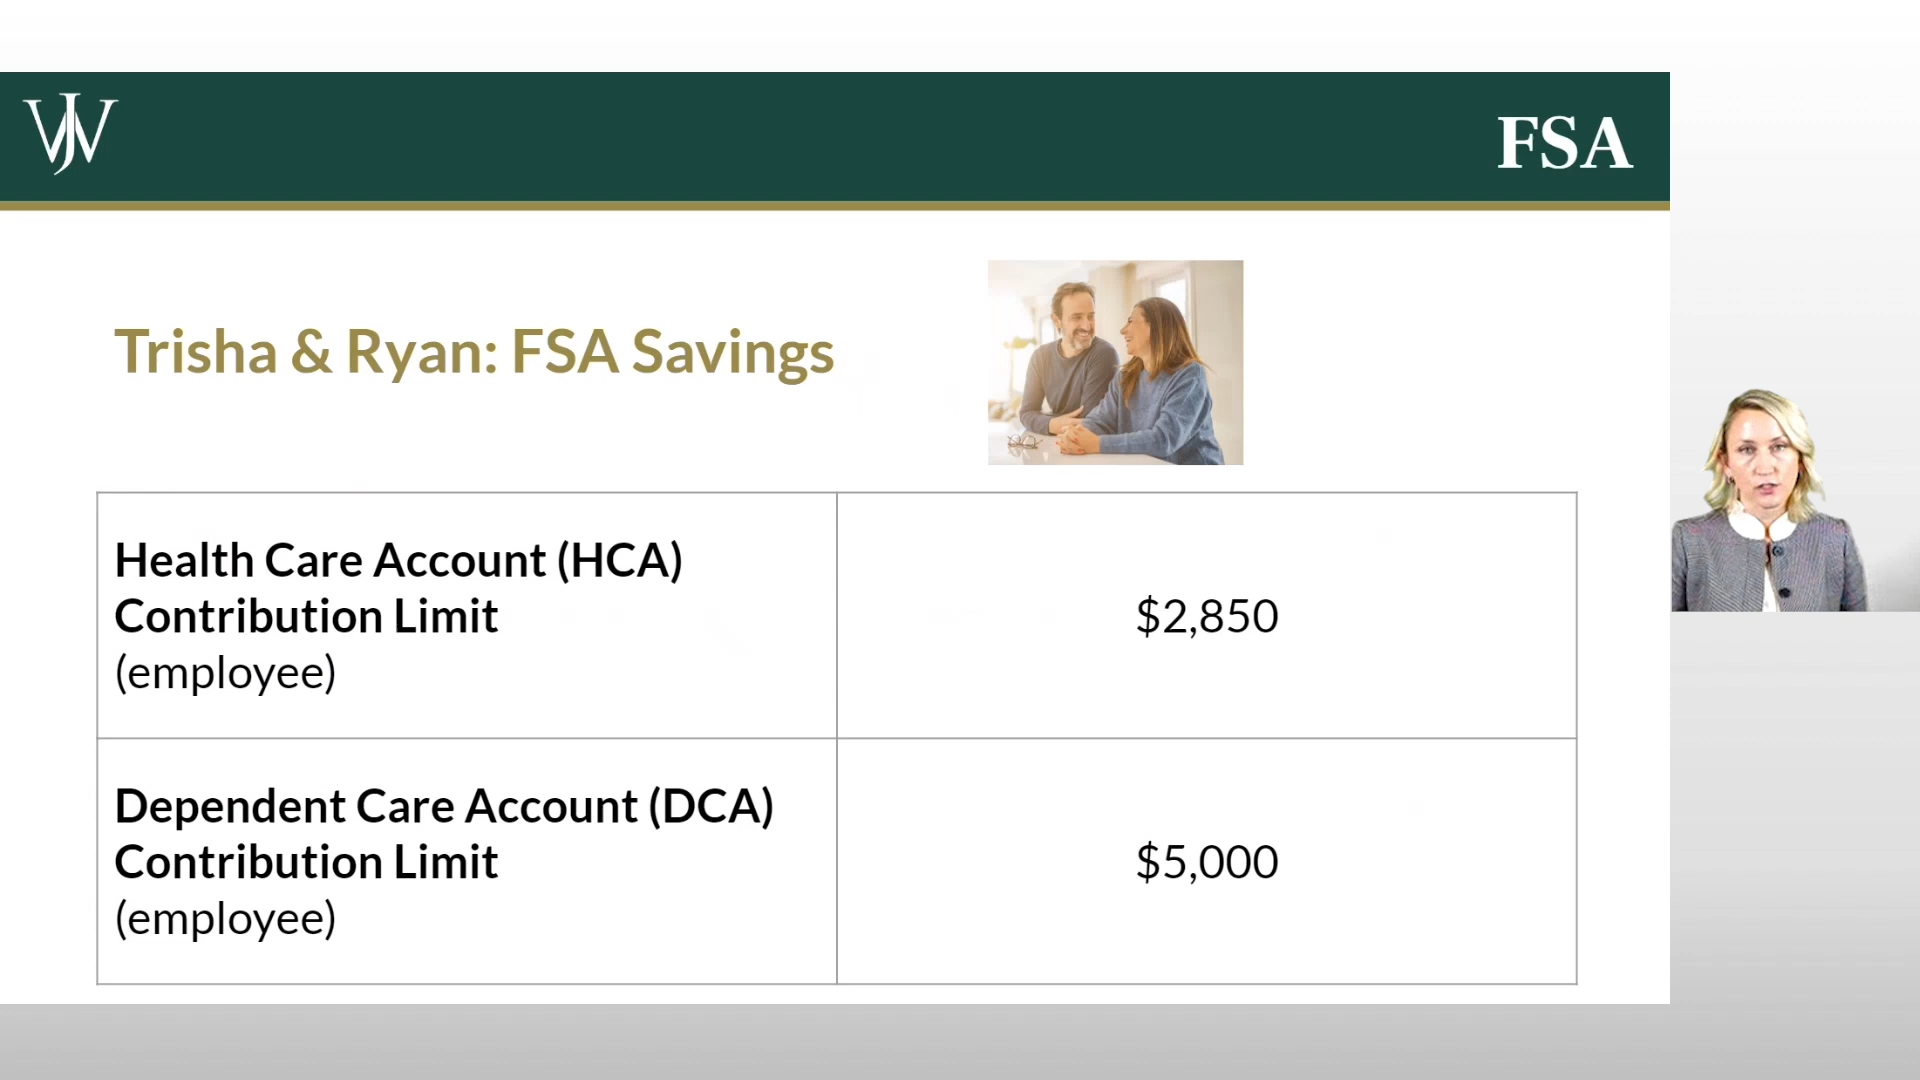 WJ
FSA
Trisha & Ryan: FSA Savings
Health Care Account (HCA)
Contribution Limit
(employee)
$2,850
Dependent Care Account (DCA)
Contribution Limit
(employee)
$5,000